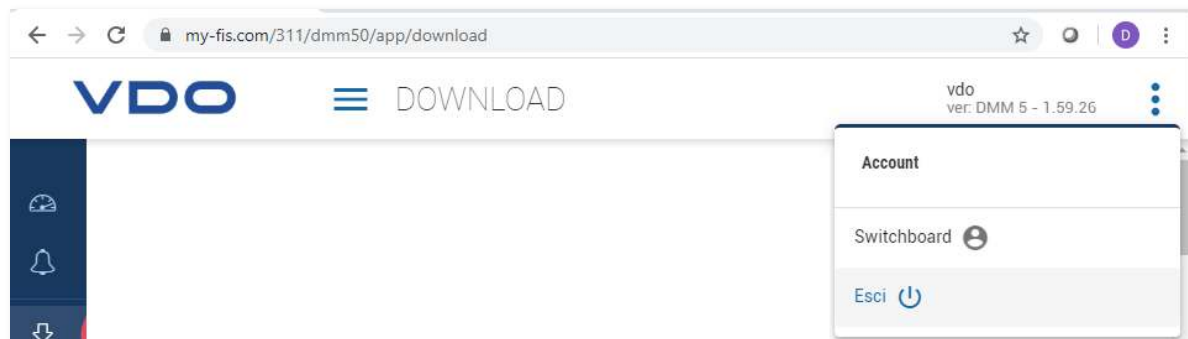 my-fis.com/311/dmm50/app/download
D
VDO
DOWNLOAD
vdo
ver: DMM 5 - 1.59.26
Account
Switchboard
Esci